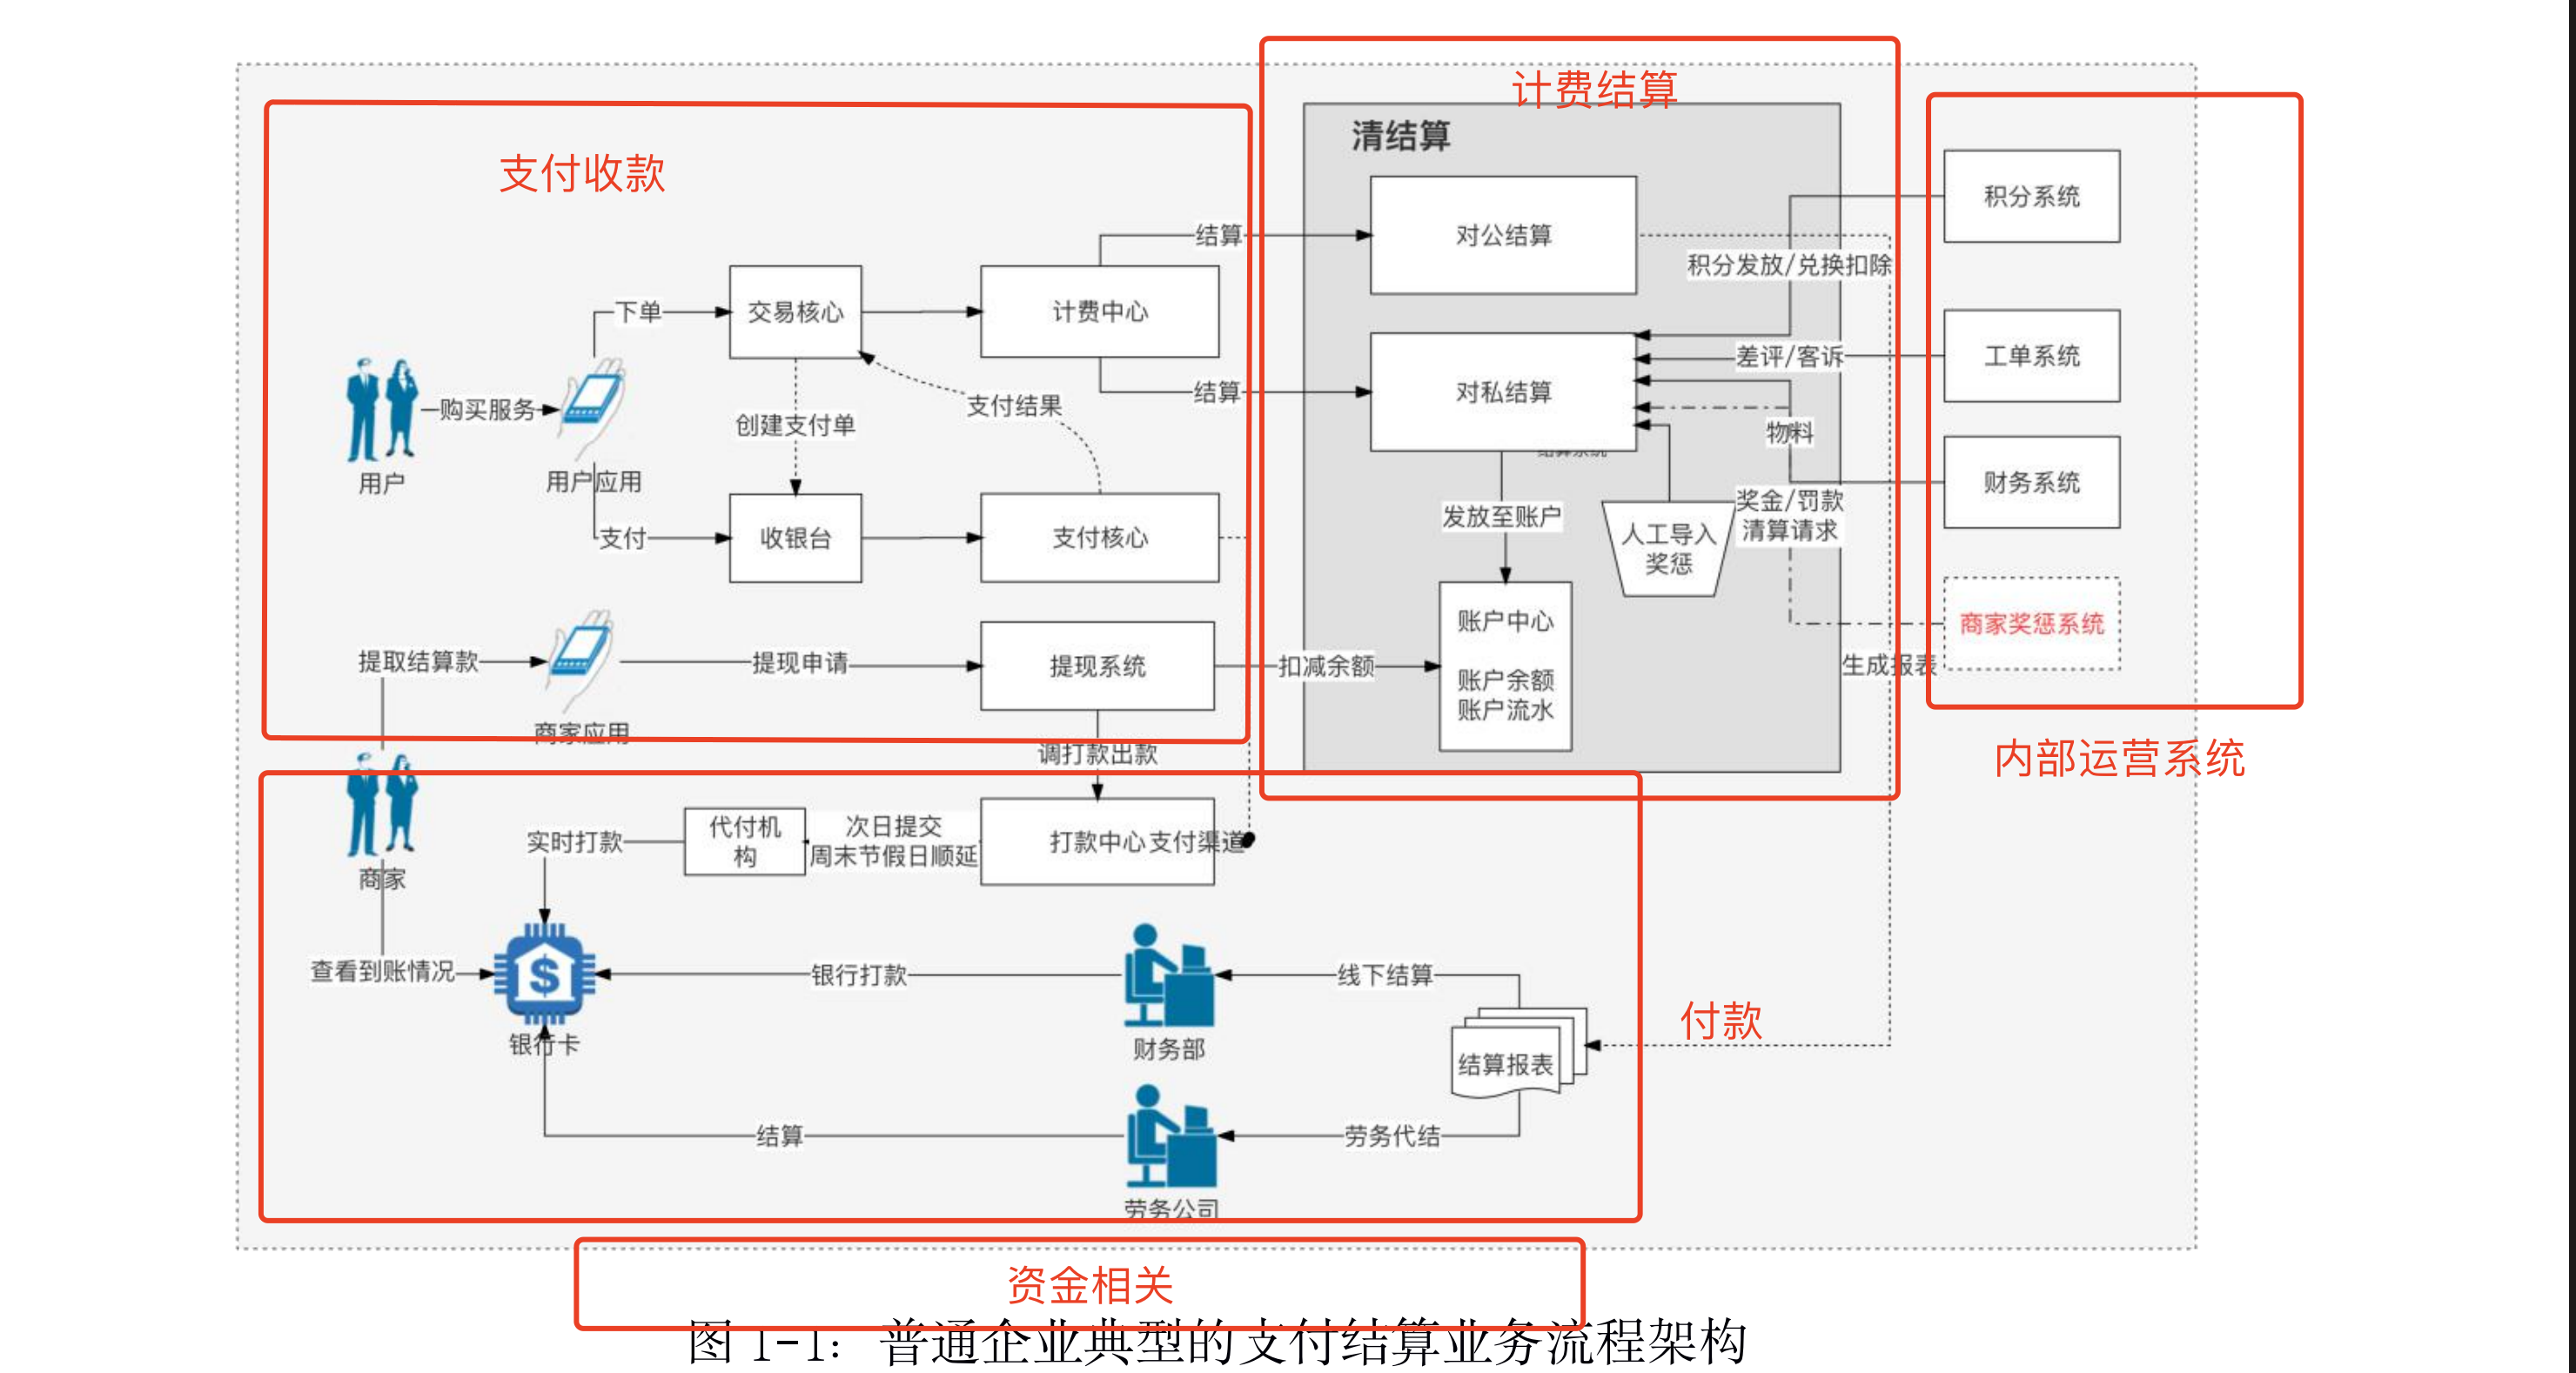 计费结算
清结算
支付收款
积分系统
结算
对公结算
积分发放/兑换扣除
下单
交易核心
计费中心
差评/客诉
工单系统
结算
对私结算
支付结果
购买服务
创建支付单
物料
用户
用户应用
财务系统
奖金/罚款
清算请求
发放至账户
人工导入
奖惩
支付
收银台
支付核心
账户中心
账户余额
账户流水
商家奖惩系统
提取结算款
提现申请
提现系统
扣减余额
生成报表
商家应用
调打款出款
内部运营系统
实时打款
代付机
构
次日提交
周末节假日顺延
打款中心
支付渠道
商家
查看到账情况
银行打款
线下结算
银行卡
财务部
付款
结算报表
结算
劳务代结
劳务公司
资金相关
图 1-1：普通企业典型的支付结算业务流程架构